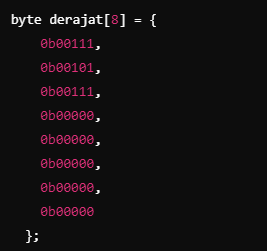 byte derajat[8] = {
0b00111,
0b00101,
0b00111,
0b00000,
0b00000,
0b00000,
0b00000,
0b00000
};